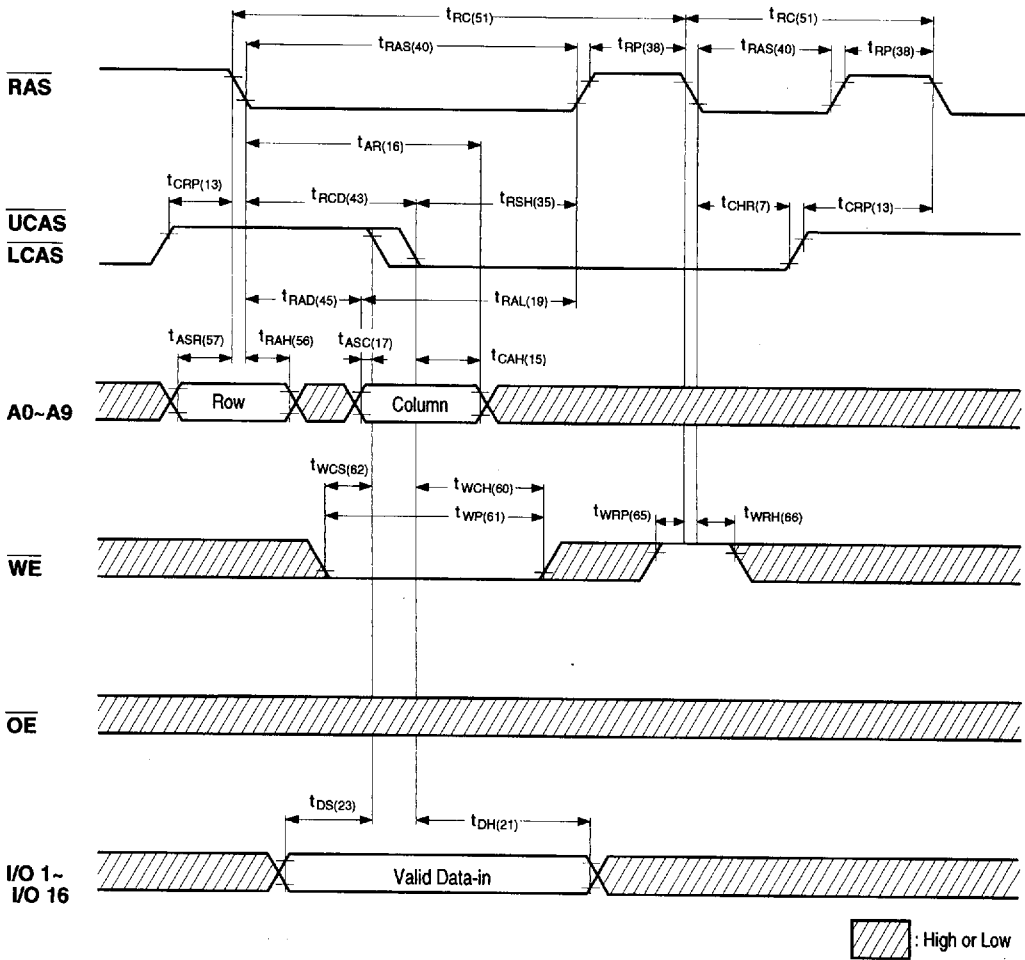 tRC(51) tRC(51)
tRAS(40) tRP(38) tRAS(40) tRP(38)
RAS
tAR(16)
tCRP(13) tRCD(43) tRSH(35) tCHR(7) tCRP(13)
UCAS
LCAS
tRAD(45) tRAL(19)
tASR(57) tRAH(56) tASC(17) tCAH(15)
A0~A9 Row Column
tWCS(62) tWCH(60)
tWP(61) tWRP(65) tWRH(66)
WE
OE
tDS(23) tDH(21)
I/O 1~
I/O 16 Valid Data-in
: High or Low